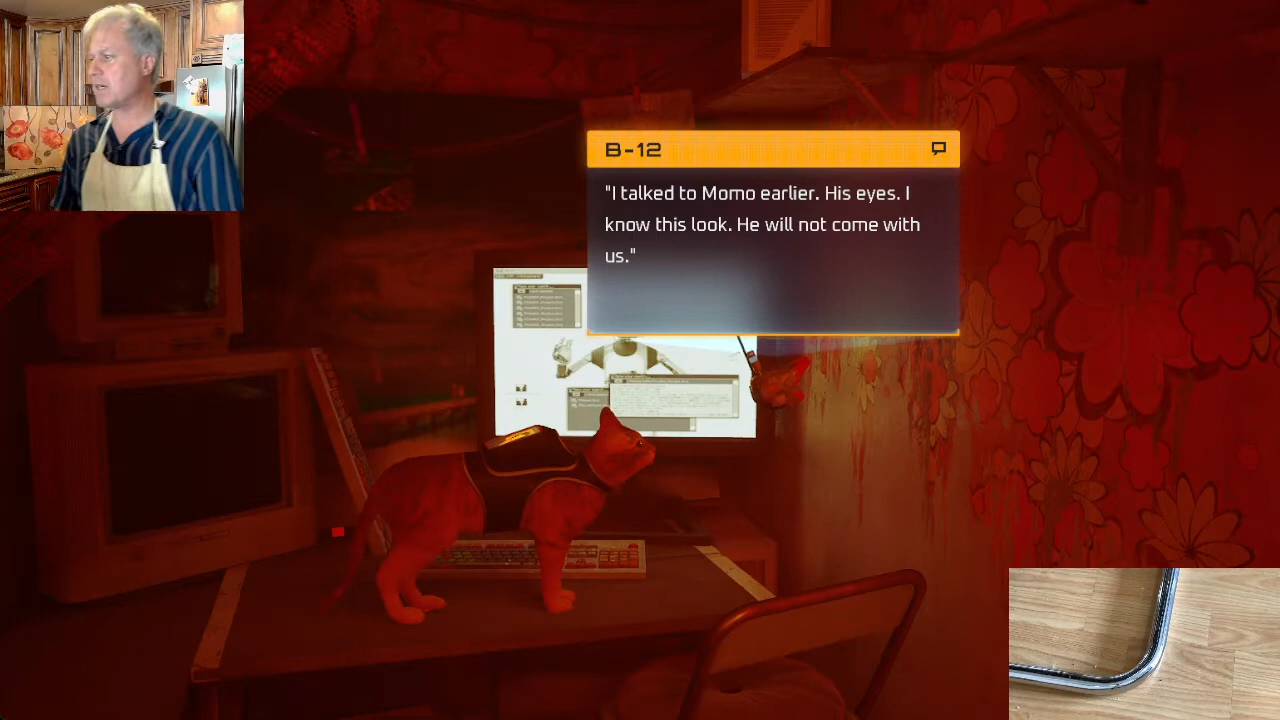 B-12
"I talked to Momo earlier. His eyes. I
know this look. He will not come with
us."